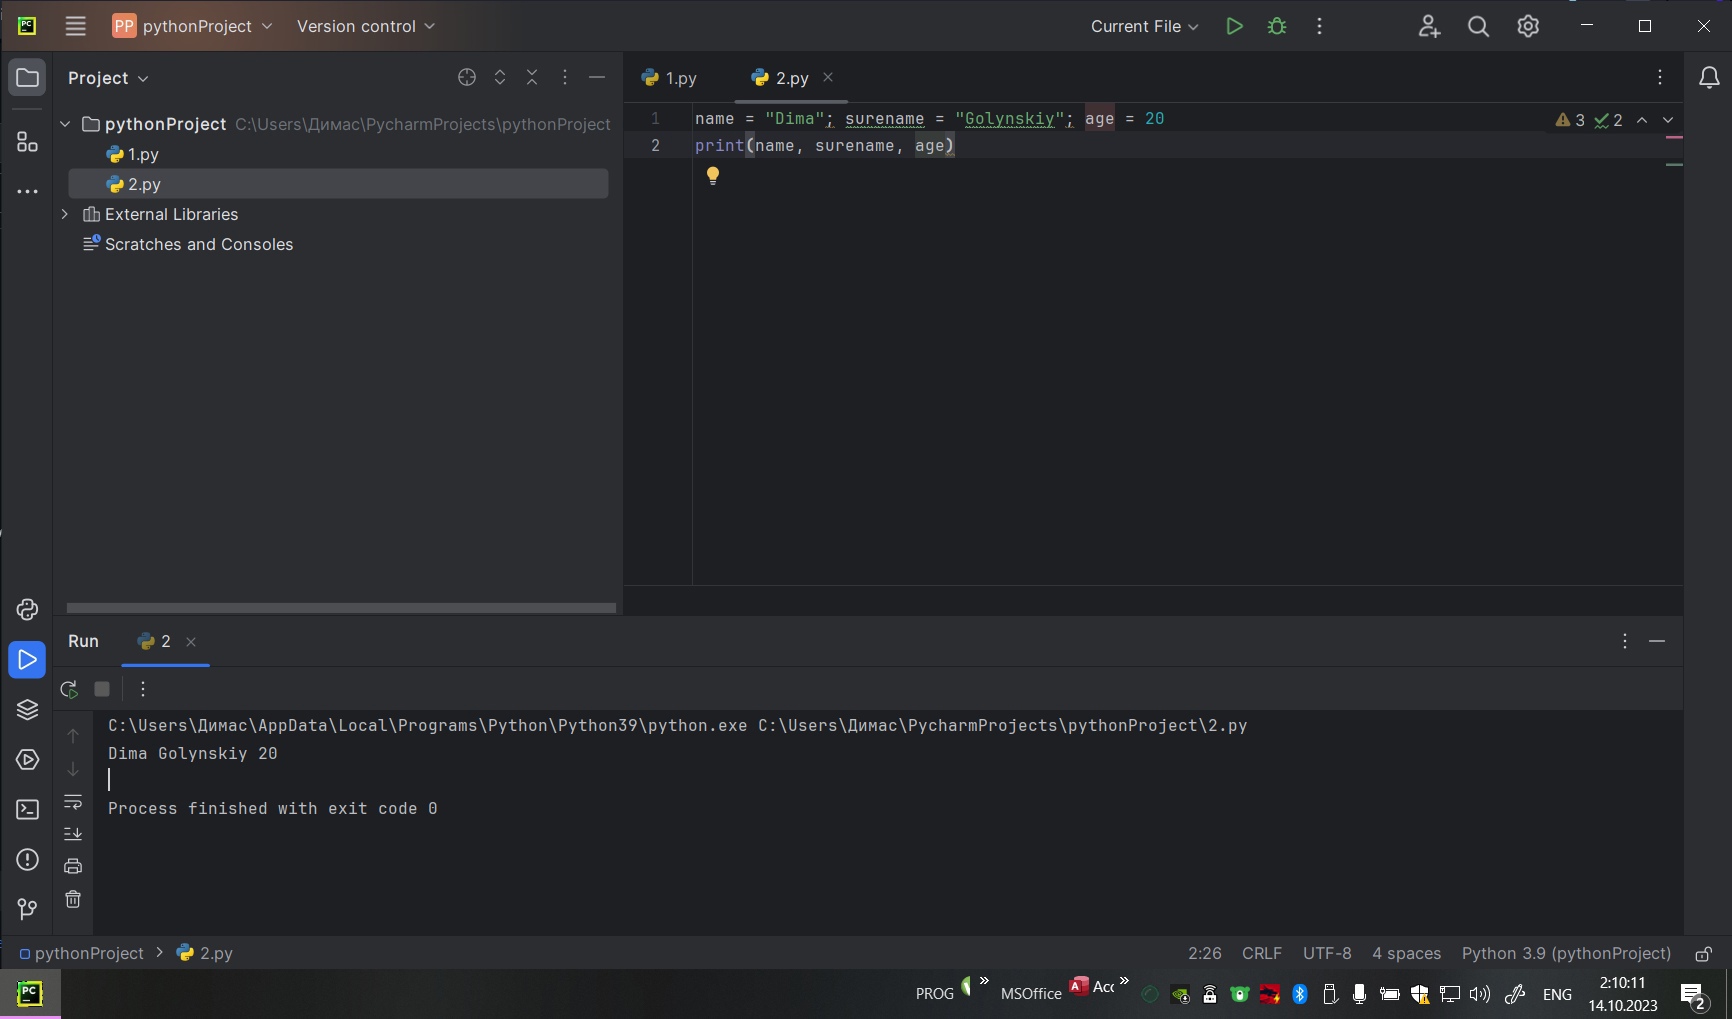 PC PP pythonProject Version control Current File
Project
1.py 2.py
pythonProject C:\Users\Димас\PycharmProjects\pythonProject
1.py
2.py
External Libraries
Scratches and Consoles
1 name = "Dima"; surename = "Golynskiy"; age = 20 3 2
2 print(name, surename, age)
Run 2
C:\Users\Димас\AppData\Local\Programs\Python\Python39\python.exe C:\Users\Димас\PycharmProjects\pythonProject\2.py
Dima Golynskiy 20
Process finished with exit code 0
pythonProject > 2.py 2:26 CRLF UTF-8 4 spaces Python 3.9 (pythonProject)
PC PROG » MSOffice A Acc » ENG 2:10:11
14.10.2023 2